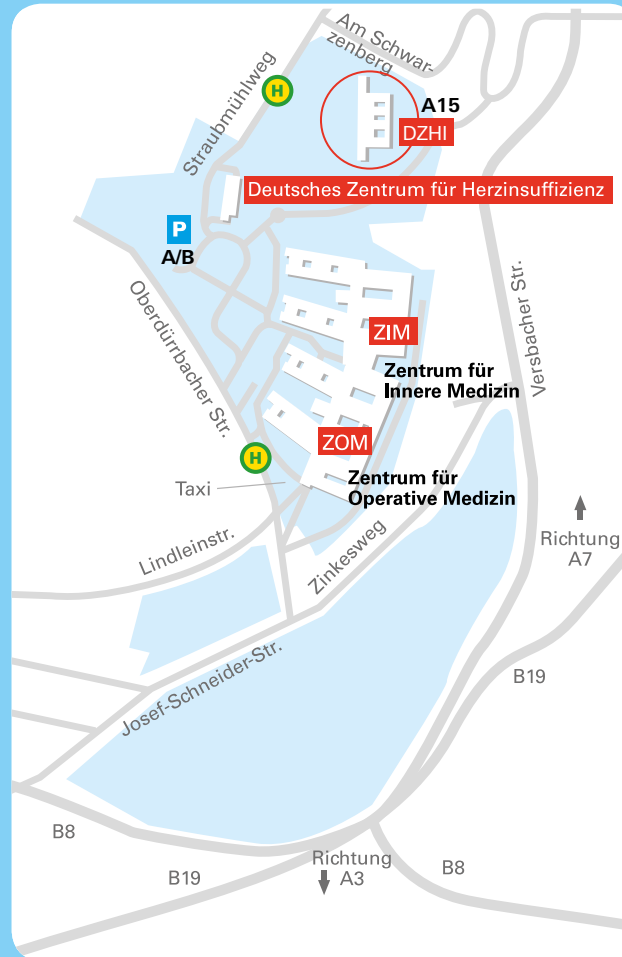 Am Schwar-
zenberg
Straubmühlweg
H
A15
DZHI
Deutsches Zentrum für Herzinsuffizienz
P
A/B
Oberdürrbacher Str.
Versbacher Str.
ZIM
Zentrum für
Innere Medizin
ZOM
H
Zentrum für
Operative Medizin
Taxi
Lindleinstr.
Zinkesweg
Richtung
A7
Josef-Schneider-Str.
B19
B8
Richtung
A3
B19
B8